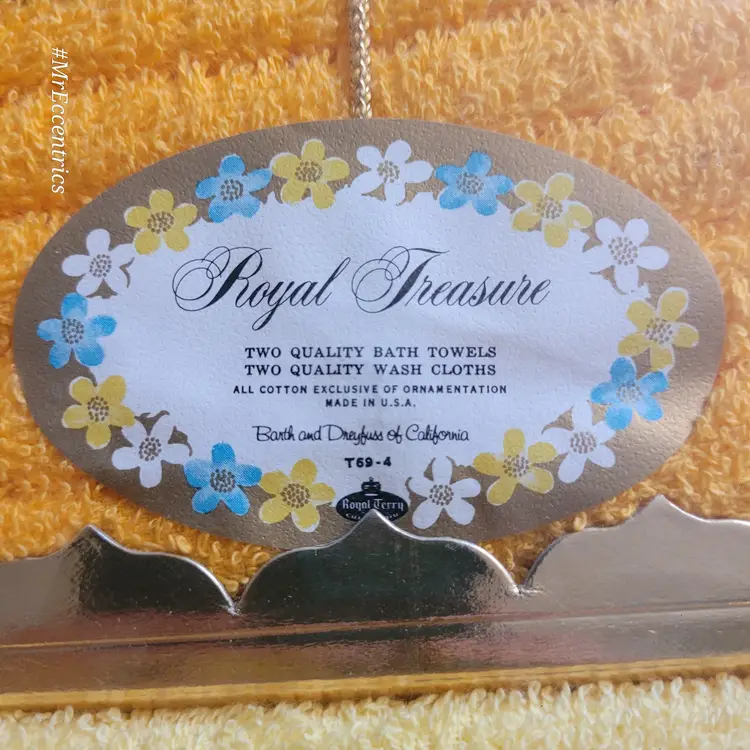 #MrEccentrics
Royal Treasure
TWO QUALITY BATH TOWELS
TWO QUALITY WASH CLOTHS
ALL COTTON EXCLUSIVE OF ORNAMENTATION
MADE IN U.S.A.
Barth and Dreyfuss of California
T69-4
Royal Terry